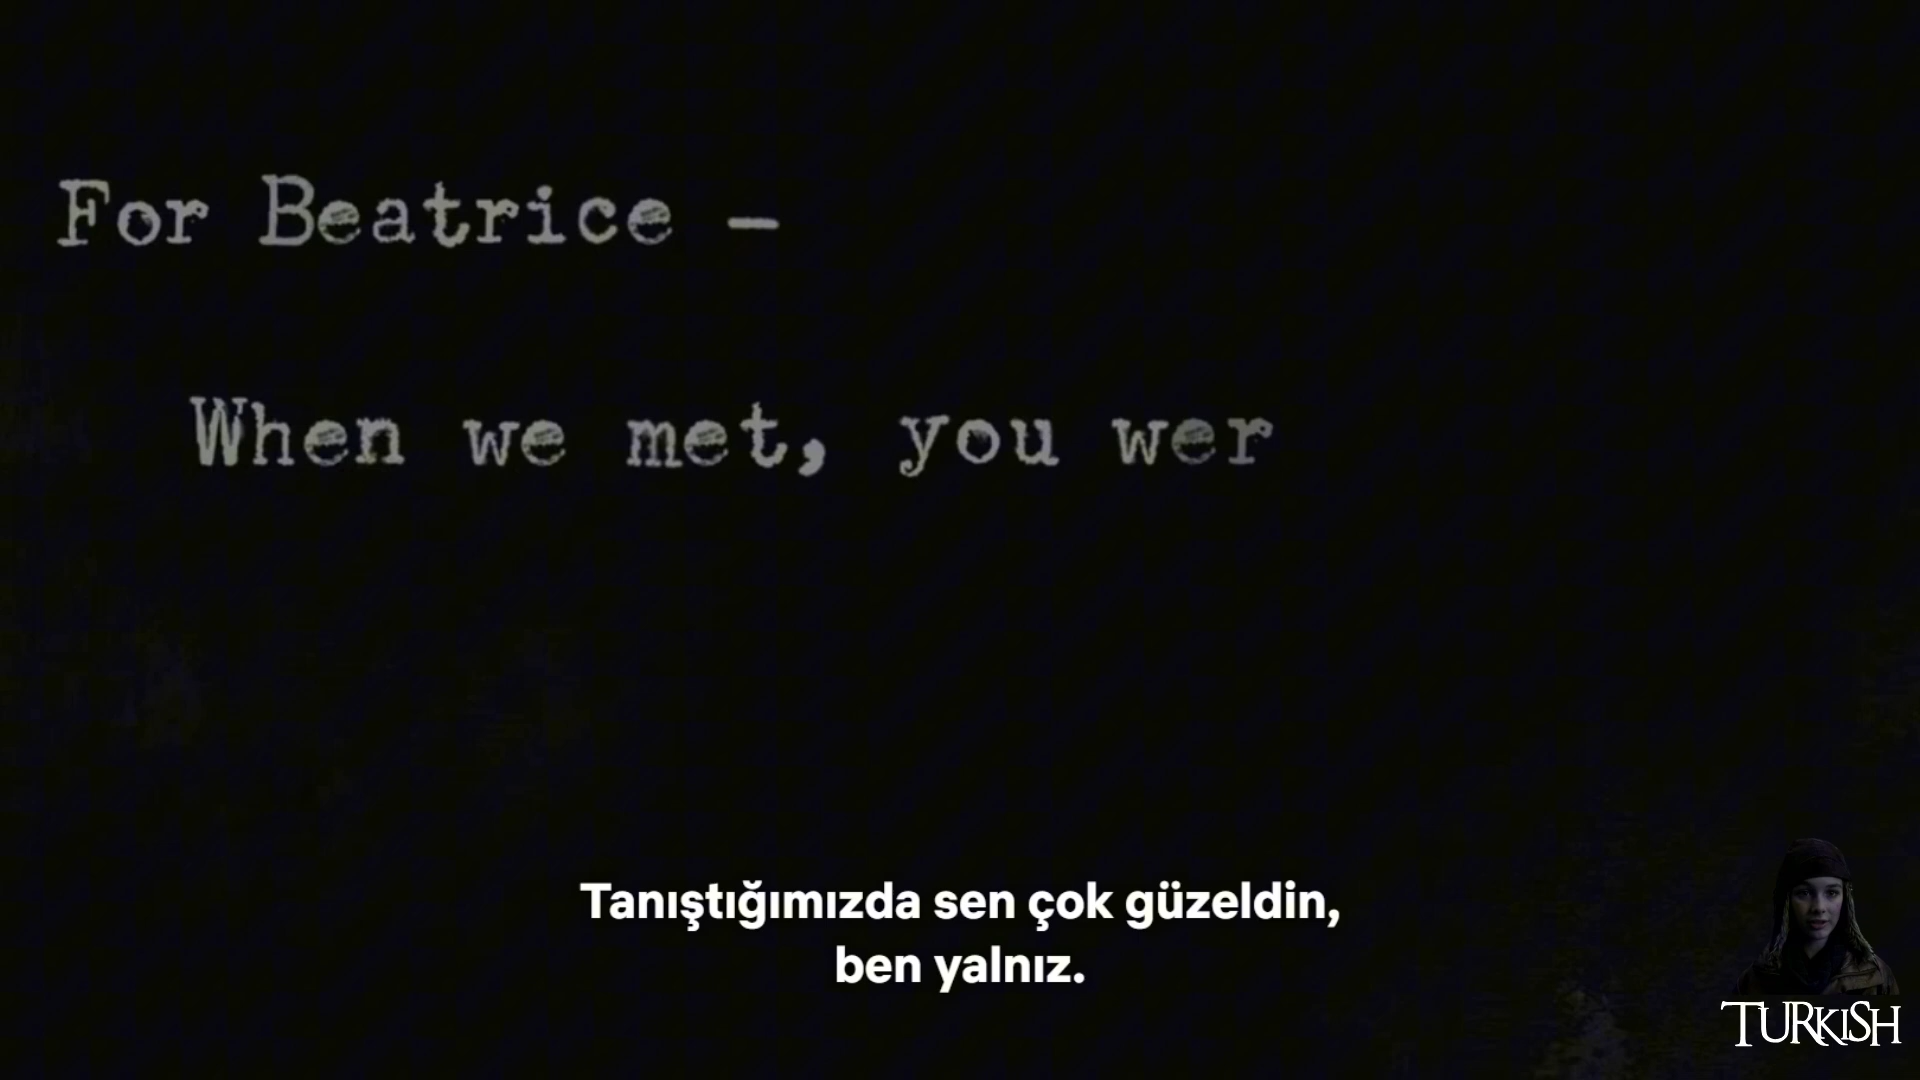 For Beatrice –
When we met, you wer
Tanıştığımızda sen çok güzeldin,
ben yalnız.
TURKISH